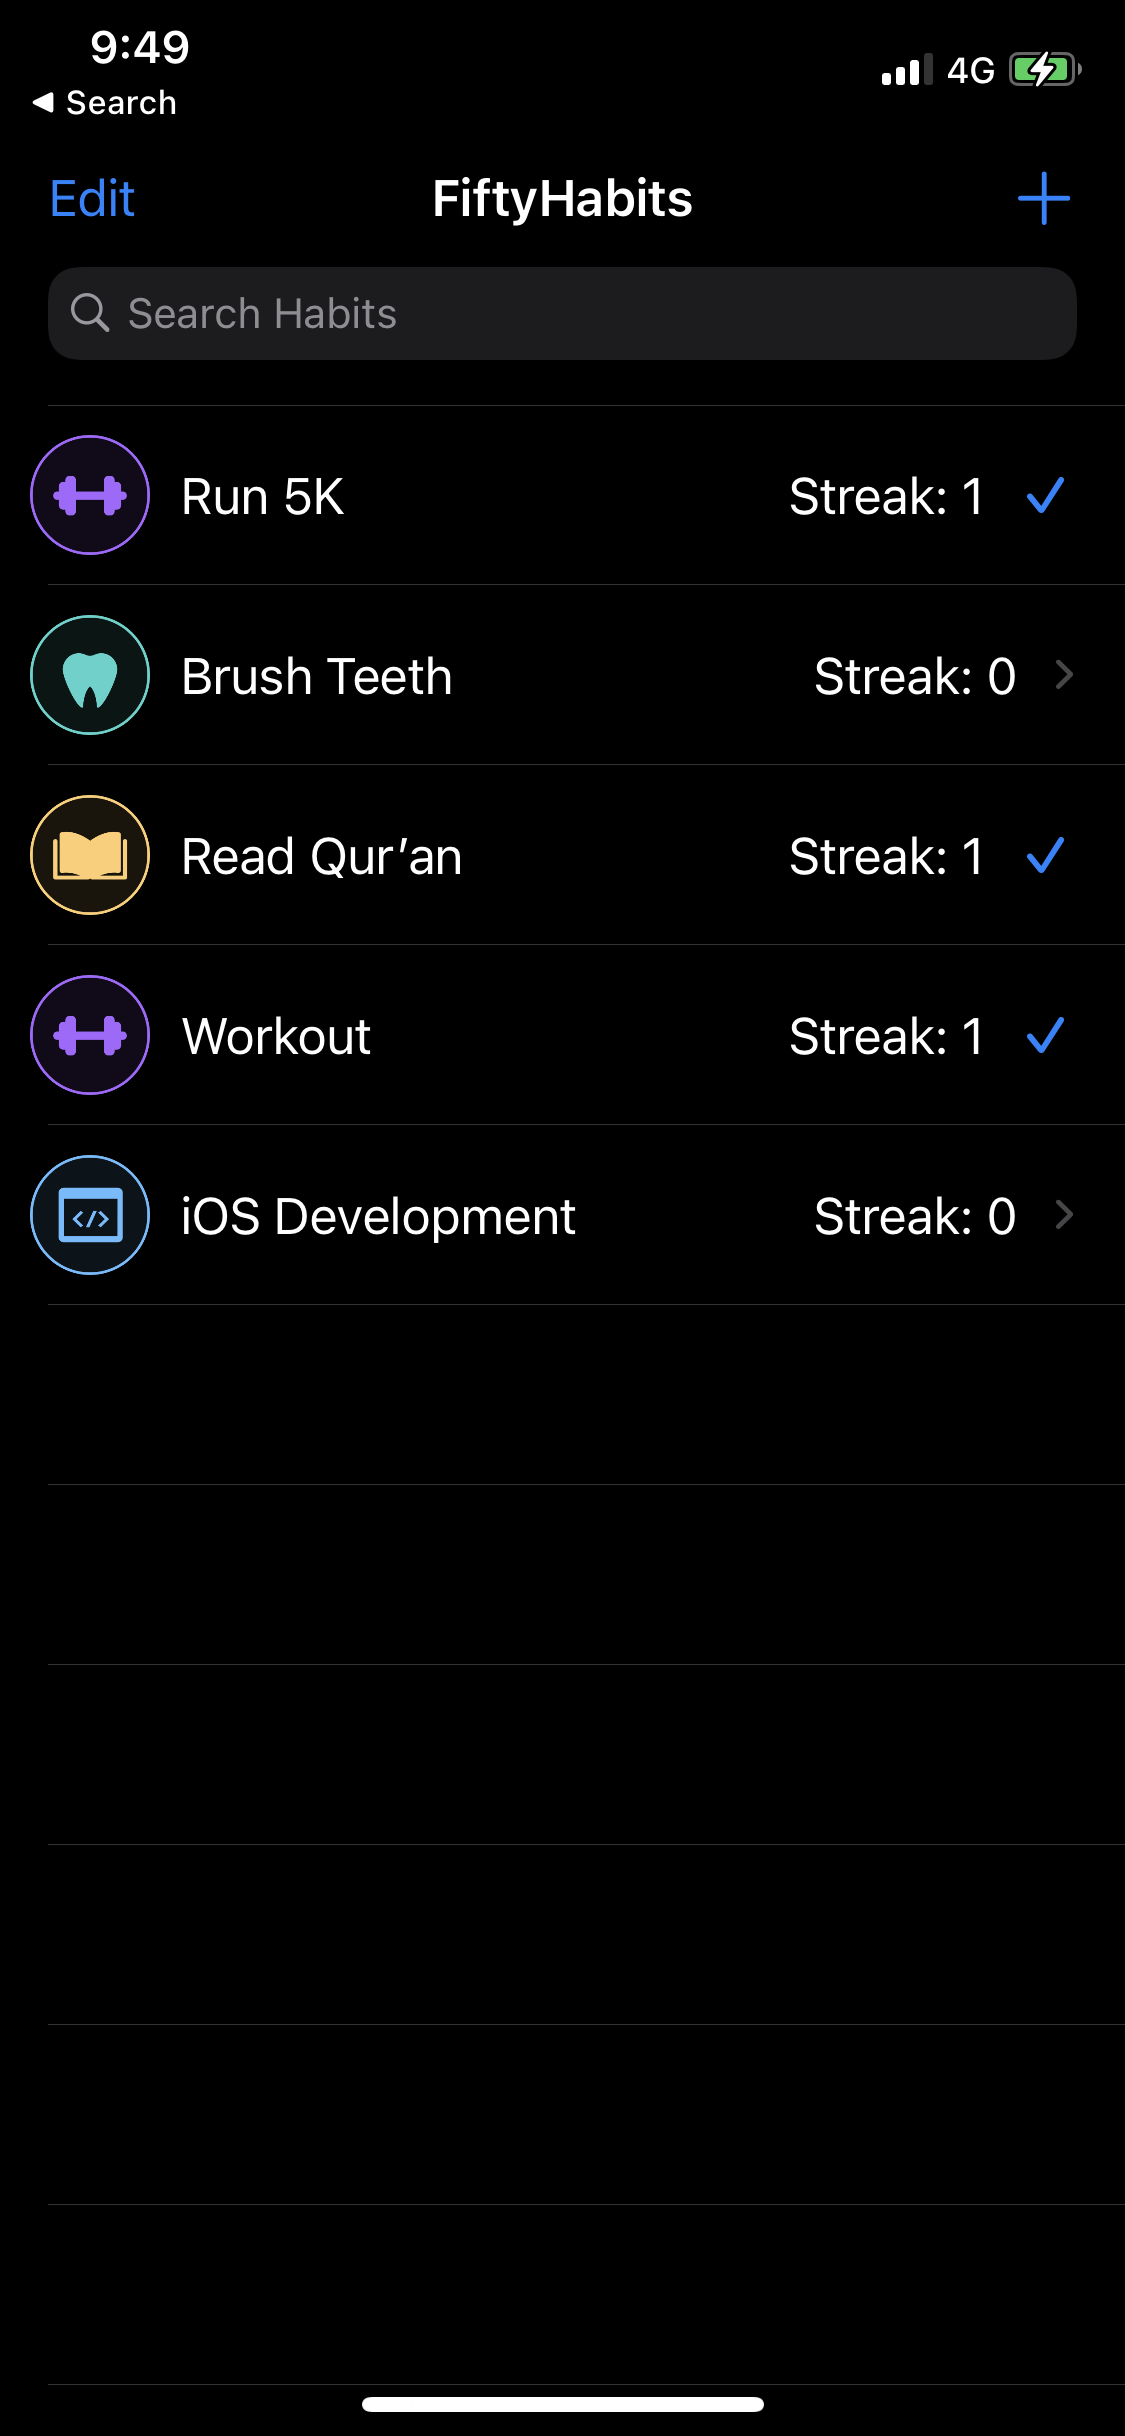 9:49
4G
◀ Search
Edit FiftyHabits +
Search Habits
Run 5K Streak: 1
Brush Teeth Streak: 0
Read Qur’an Streak: 1
Workout Streak: 1
</> iOS Development Streak: 0